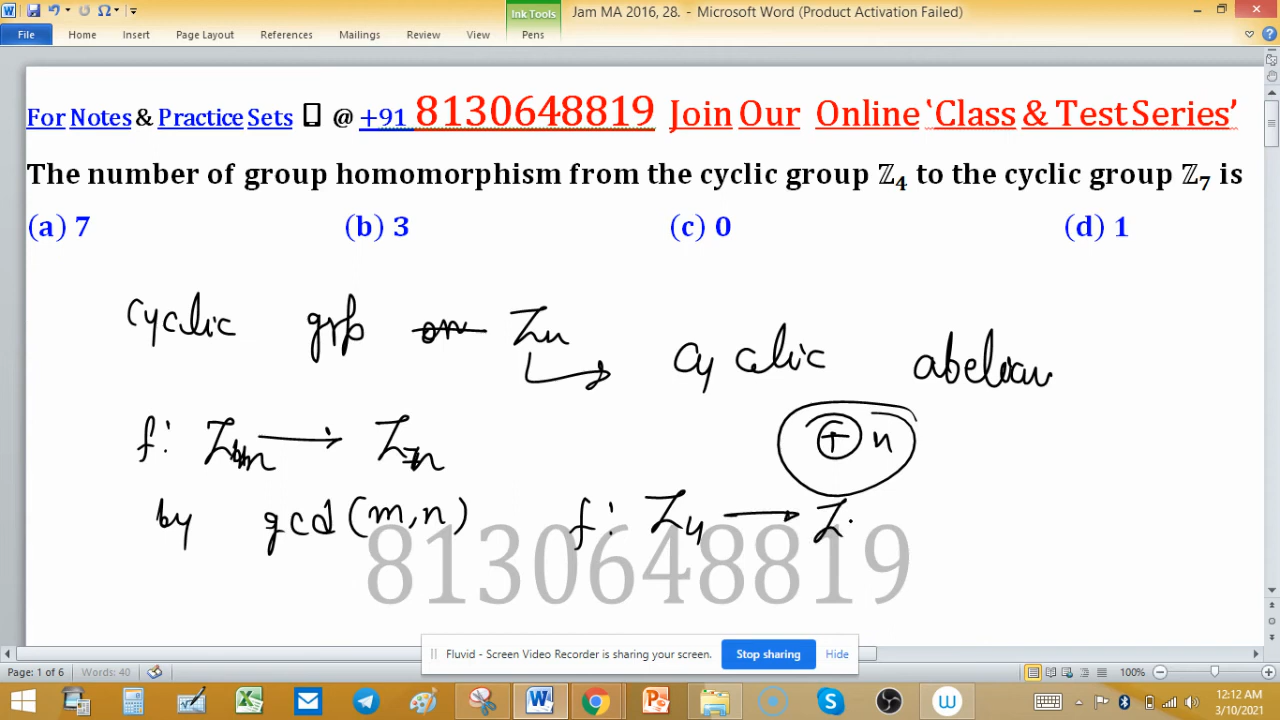 Jam MA 2016, 28. - Microsoft Word (Product Activation Failed)
Ink Tools
File Home Insert Page Layout References Mailings Review View Pens
For Notes & Practice Sets @ +91 8130648819 Join Our Online ‘Class & Test Series’
The number of group homomorphism from the cyclic group ℤ4 to the cyclic group ℤ7 is
(a) 7 (b) 3 (c) 0 (d) 1
cyclic grp on Zn
cyclic abelian
f: Zm → Zn
+ n
by gcd(m,n) f: Z4 → Z
8130648819
Fluvid - Screen Video Recorder is sharing your screen. Stop sharing Hide
Page: 1 of 6 Words: 40 100%
12:12 AM
3/10/2021